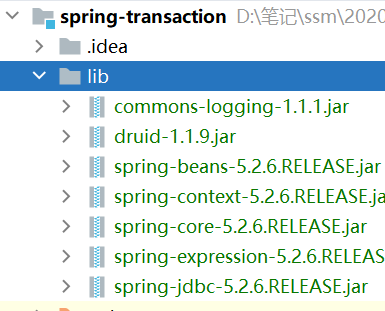 spring-transaction D:\笔记\ssm\2020
.idea
lib
commons-logging-1.1.1.jar
druid-1.1.9.jar
spring-beans-5.2.6.RELEASE.jar
spring-context-5.2.6.RELEASE.ja
spring-core-5.2.6.RELEASE.jar
spring-expression-5.2.6.RELEAS
spring-jdbc-5.2.6.RELEASE.jar